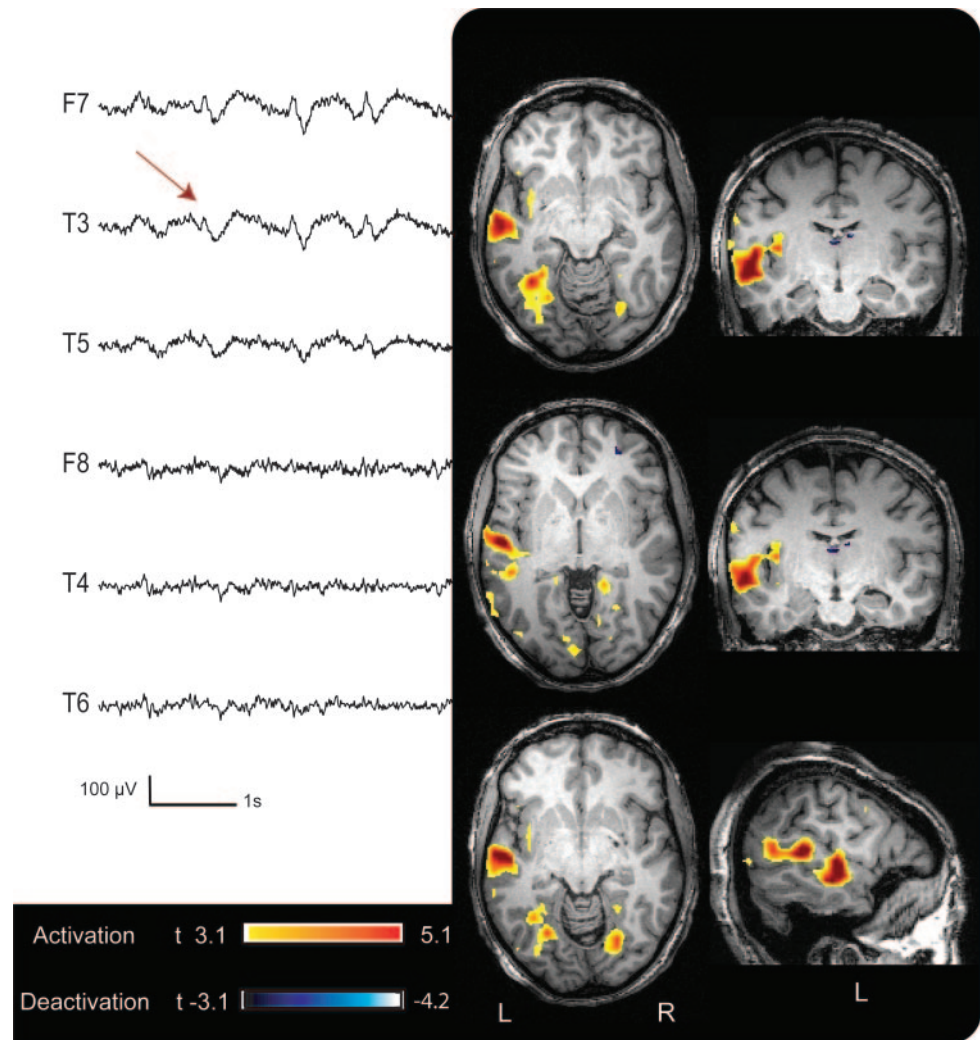 F7
T3
T5
F8
T4
T6
100 µV
1s
Activation t 3.1 5.1
Deactivation t -3.1 -4.2
L R
L